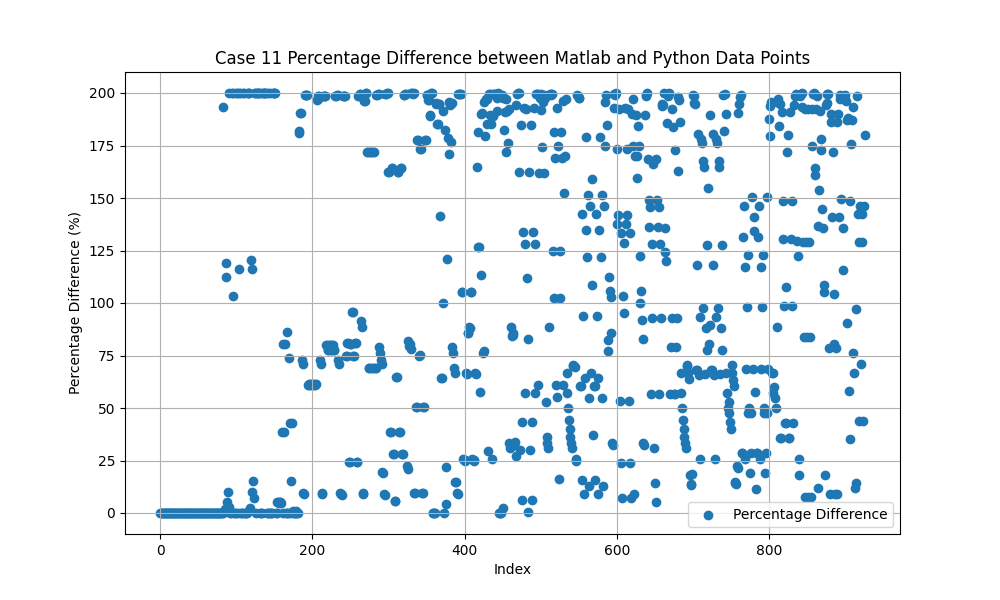 Case 11 Percentage Difference between Matlab and Python Data Points
Percentage Difference (%)
200
175
150
125
100
75
50
25
0
0 200 400 600 800
Index
Percentage Difference